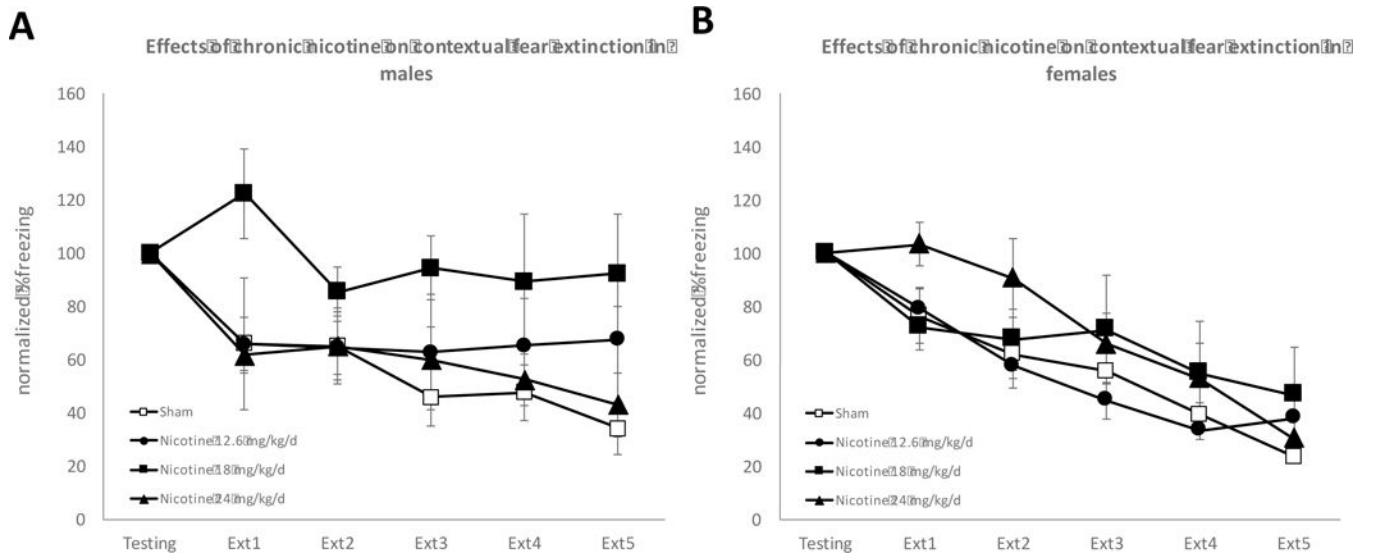 A
Effects⍰of⍰chronic⍰nicotine⍰on⍰contextual⍰fear⍰extinction⍰in⍰
males
160
140
120
100
80
60
40
20
0
normalized⍰%freezing
Sham
Nicotine⍰12.6⍰mg/kg/d
Nicotine⍰18⍰mg/kg/d
Nicotine⍰24⍰mg/kg/d
Testing Ext1 Ext2 Ext3 Ext4 Ext5
B
Effects⍰of⍰chronic⍰nicotine⍰on⍰contextual⍰fear⍰extinction⍰in⍰
females
160
140
120
100
80
60
40
20
0
normalized⍰%freezing
Sham
Nicotine⍰12.6⍰mg/kg/d
Nicotine⍰18⍰mg/kg/d
Nicotine⍰24⍰mg/kg/d
Testing Ext1 Ext2 Ext3 Ext4 Ext5